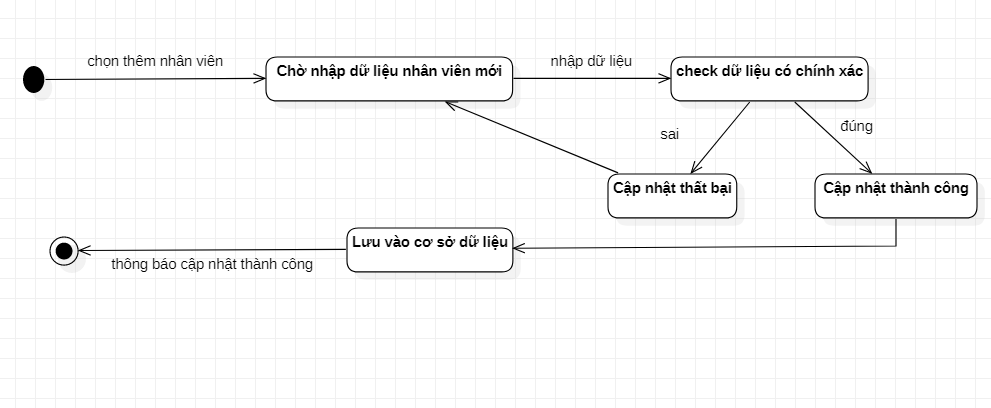 chọn thêm nhân viên
Chờ nhập dữ liệu nhân viên mới
nhập dữ liệu
check dữ liệu có chính xác
sai
đúng
Cập nhật thất bại
Cập nhật thành công
Lưu vào cơ sở dữ liệu
thông báo cập nhật thành công